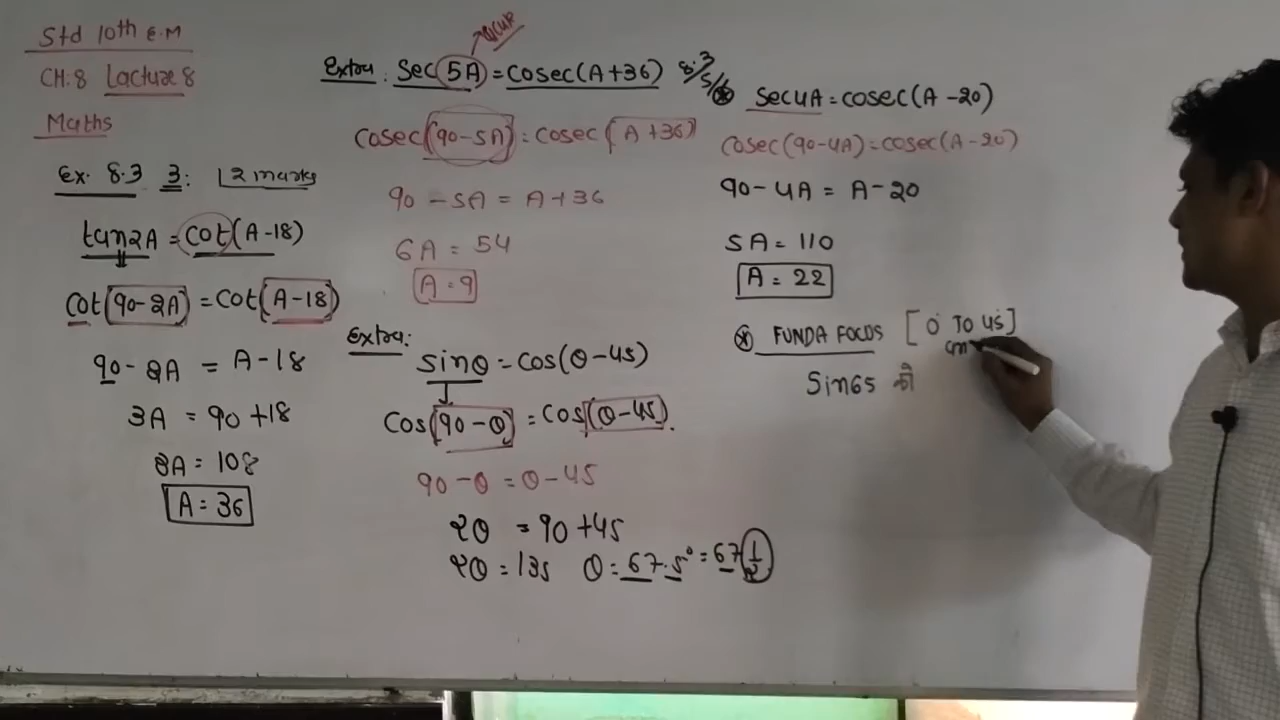 Std 10th E.M
CH:8 Lacture 8
Maths
Ex. 8.3 3: 2 marks
tan2A = cot(A-18)
cot(90-2A) = cot(A-18)
90-2A = A-18
3A = 90+18
3A = 108
A = 36
Extra: Sec(5A) = cosec(A+36) 8.3/5/
cosec(90-5A) = cosec(A+36)
90-5A = A+36
6A = 54
A = 9
Extra:
sinθ = cos(θ-45)
Cos(90-θ) = cos(θ-45).
90-θ = θ-45
2θ = 90+45
2θ = 135 θ = 67.5° = 67 1/2
sec4A = cosec(A-20)
cosec(90-4A) = cosec(A-20)
90-4A = A-20
5A = 110
A = 22
FUNDA FOCUS [0° TO 45]
Sin65 को